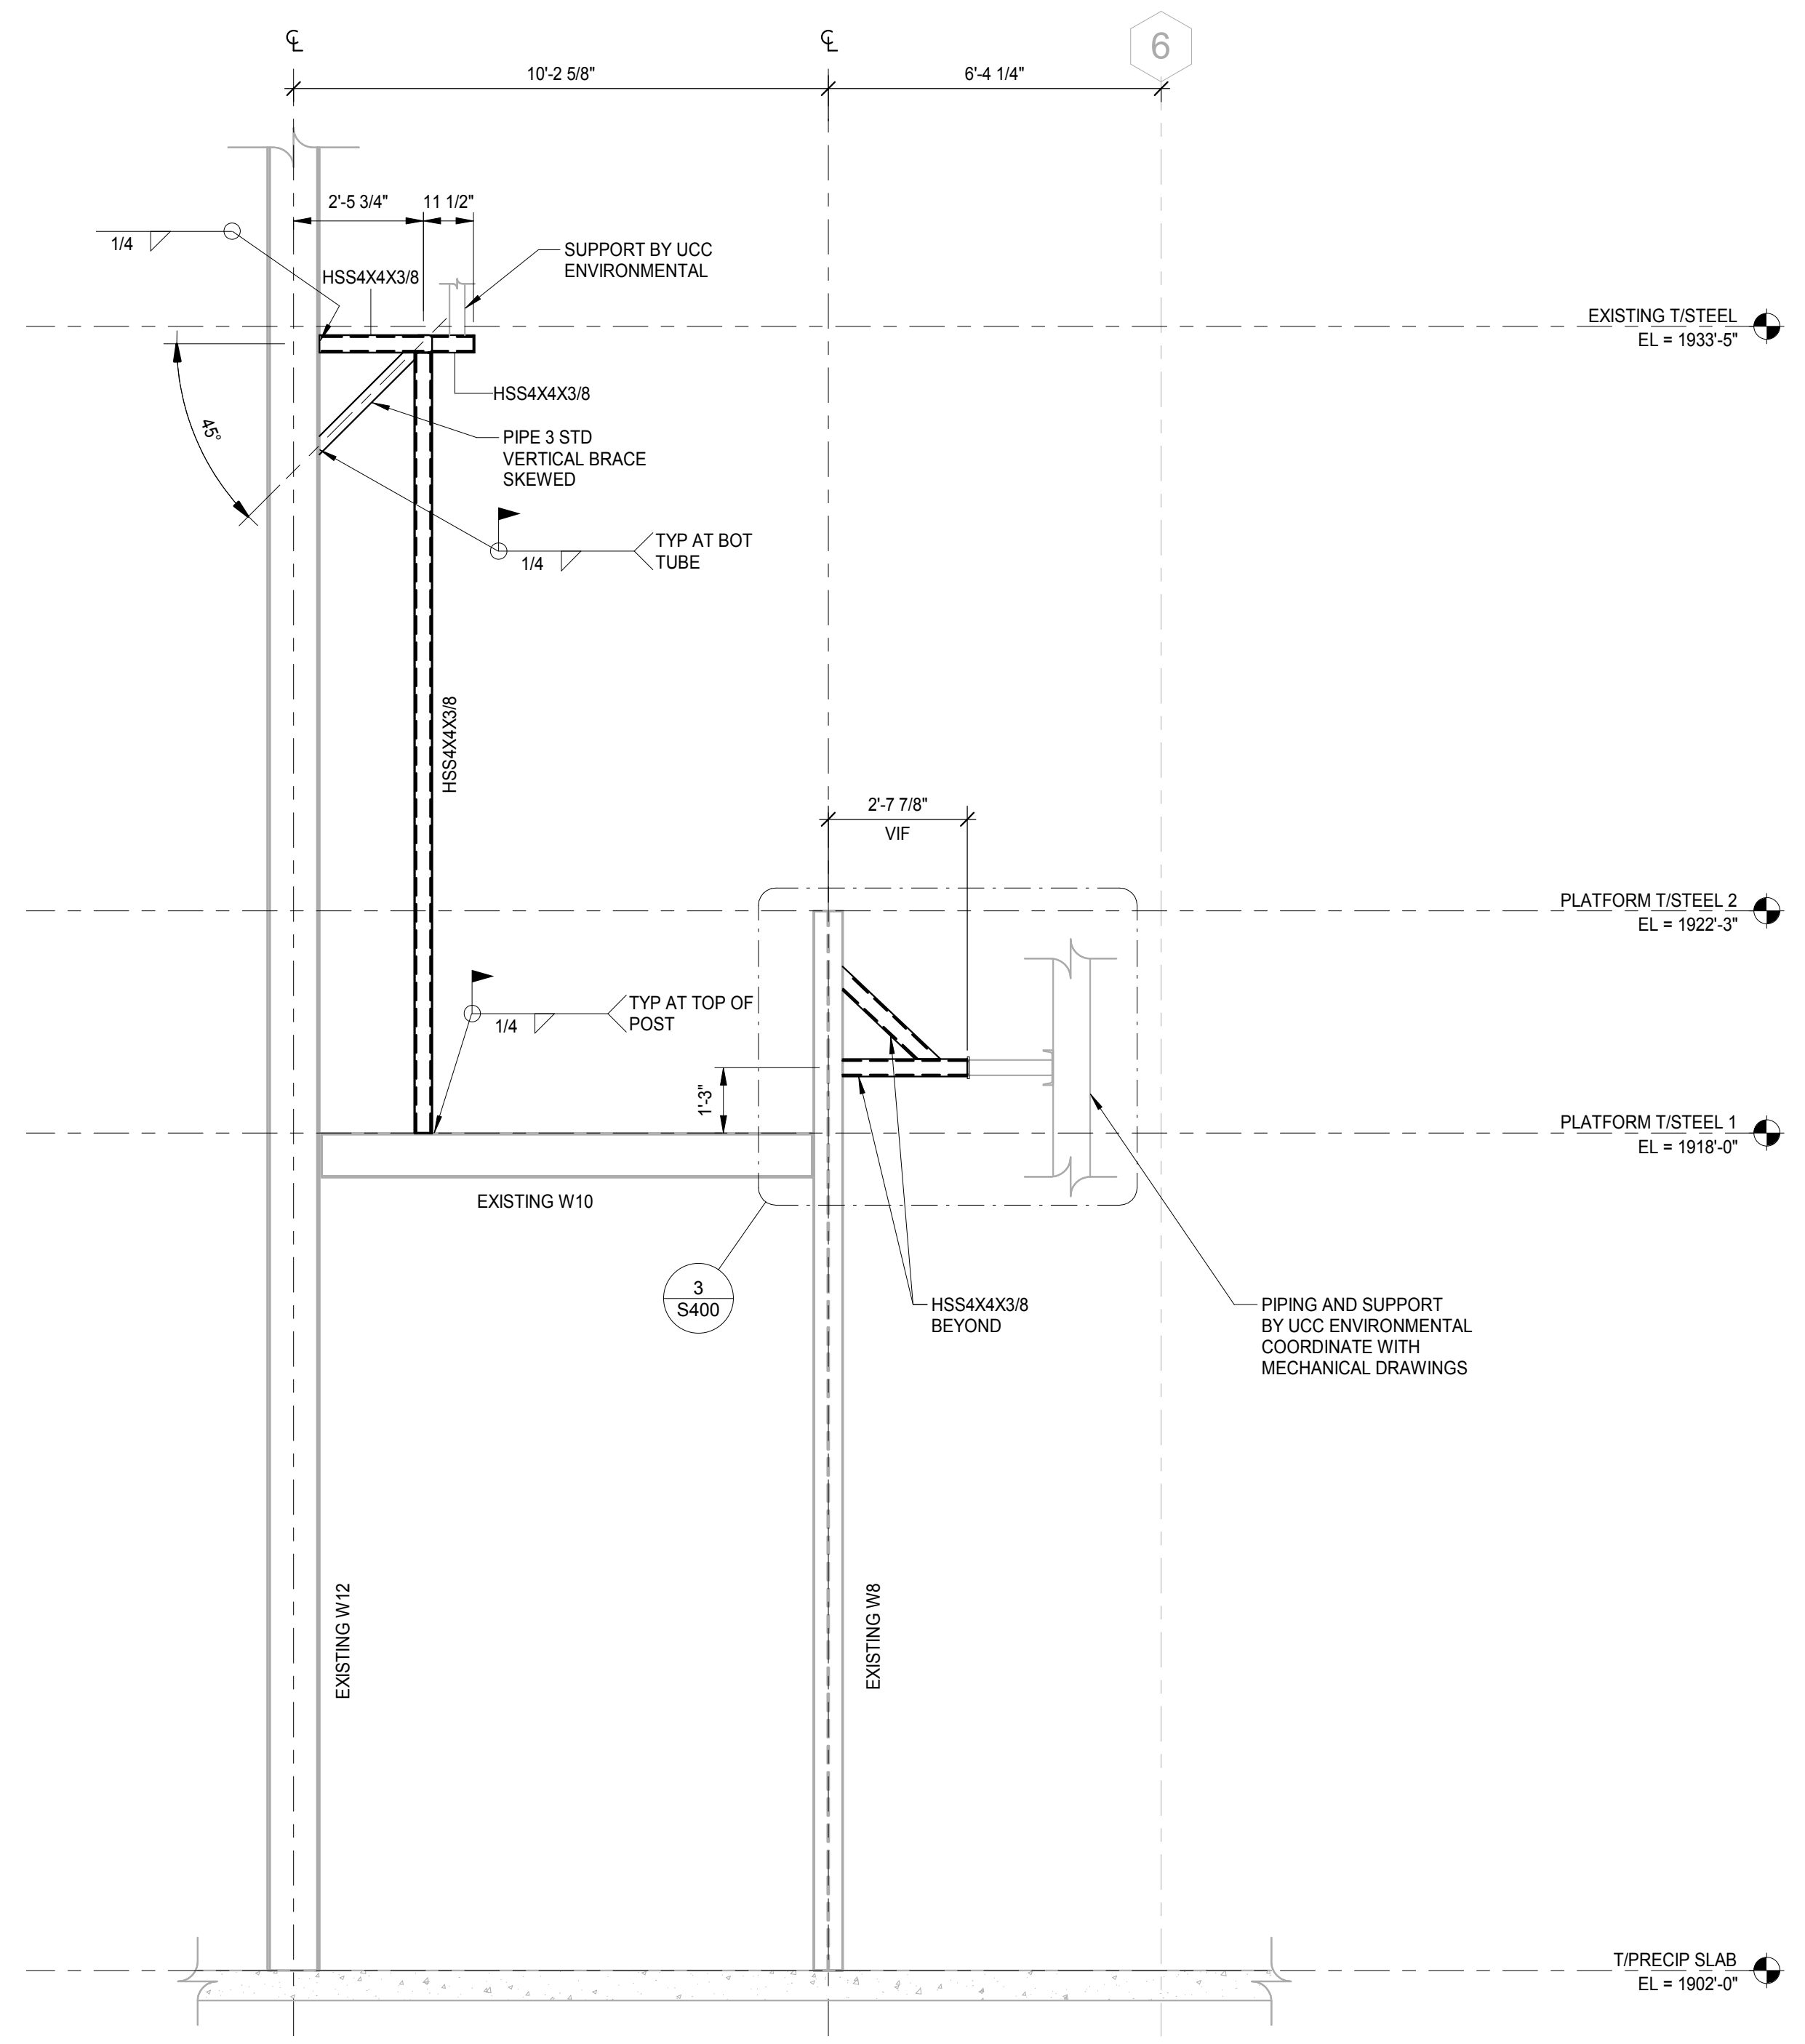 ℄
℄
6
10'-2 5/8"
6'-4 1/4"
2'-5 3/4"
11 1/2"
1/4
HSS4X4X3/8
SUPPORT BY UCC
ENVIRONMENTAL
EXISTING T/STEEL
EL = 1933'-5"
HSS4X4X3/8
45°
PIPE 3 STD
VERTICAL BRACE
SKEWED
1/4
TYP AT BOT
TUBE
HSS4X4X3/8
2'-7 7/8"
VIF
PLATFORM T/STEEL 2
EL = 1922'-3"
1/4
TYP AT TOP OF
POST
1'-3"
PLATFORM T/STEEL 1
EL = 1918'-0"
EXISTING W10
3
S400
HSS4X4X3/8
BEYOND
PIPING AND SUPPORT
BY UCC ENVIRONMENTAL
COORDINATE WITH
MECHANICAL DRAWINGS
EXISTING W12
EXISTING W8
T/PRECIP SLAB
EL = 1902'-0"